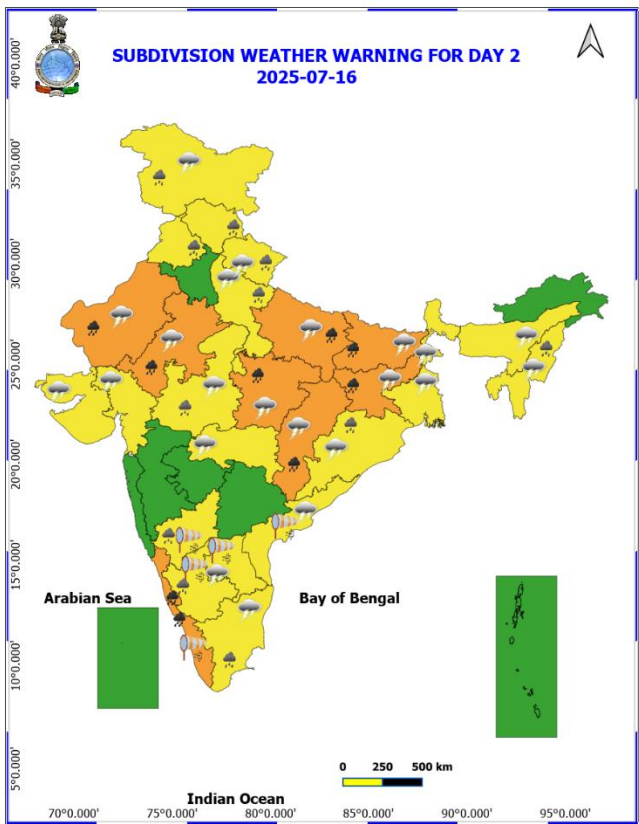 SUBDIVISION WEATHER WARNING FOR DAY 2
2025-07-16
40°0.000'
35°0.000'
30°0.000'
25°0.000'
20°0.000'
15°0.000'
10°0.000'
5°0.000'
Arabian Sea
Bay of Bengal
0 250 500 km
Indian Ocean
70°0.000' 75°0.000' 80°0.000' 85°0.000' 90°0.000' 95°0.000'